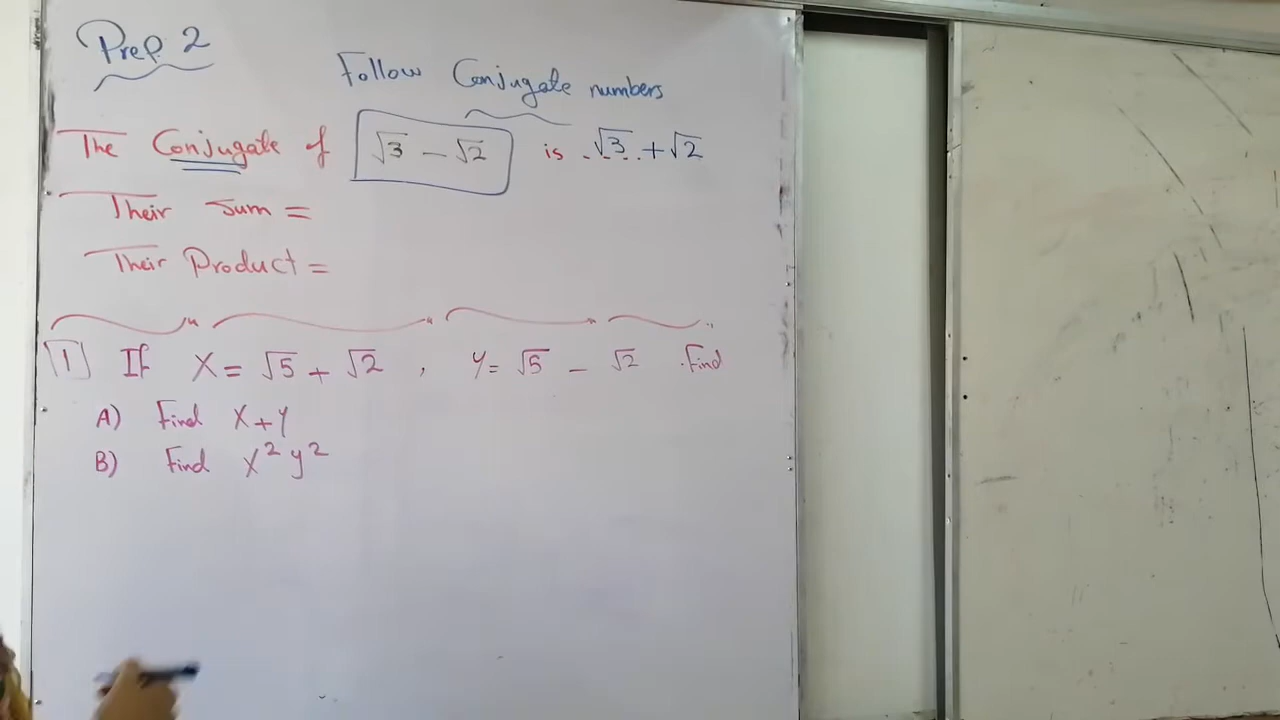 Prep. 2
Follow Conjugate numbers
The Conjugate of √3 - √2 is .√3. + √2
Their Sum =
Their Product =
1 If X = √5 + √2 , y = √5 - √2 . Find
A) Find X + y
B) Find X² y²